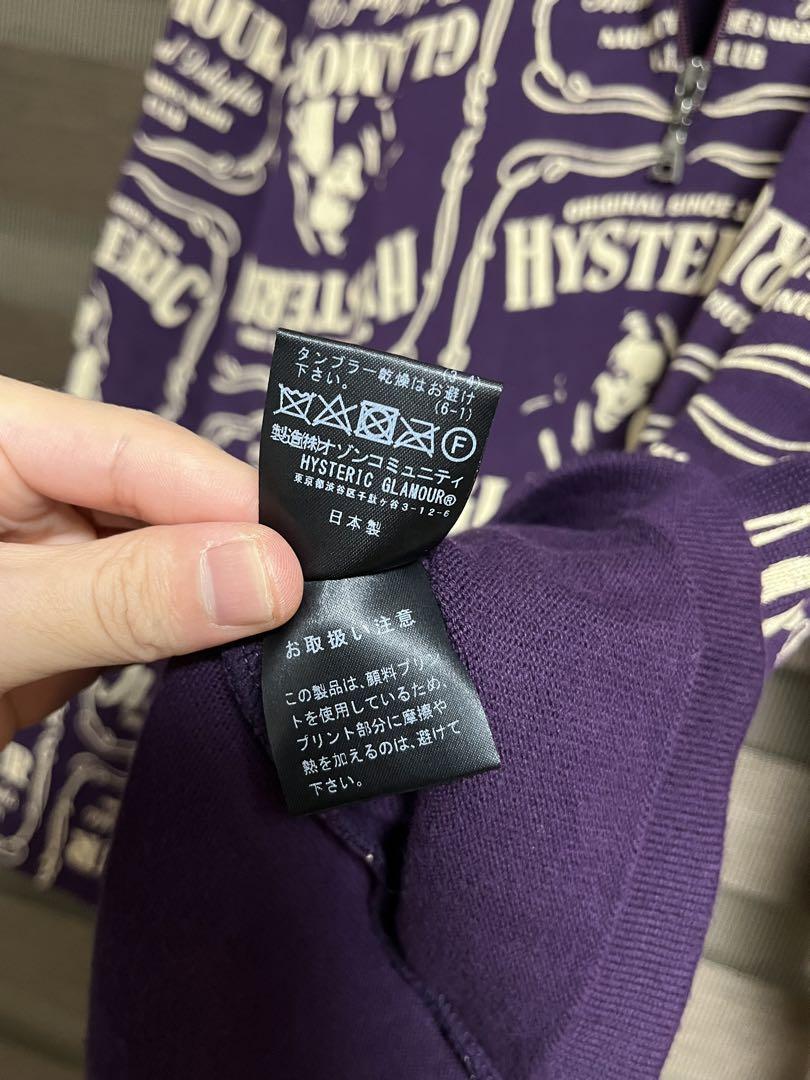 GLAMOUR
HYSTERIC
ORIGINAL SINCE
HYSTERIC
タンブラー乾燥はお避け
下さい。
(6-1)
F
製造(株)オゾンコミュニティ
HYSTERIC GLAMOUR®
東京都渋谷区千駄ヶ谷3-12-6
日本製
お取扱い注意
この製品は、顔料プリン
トを使用しているため、
プリント部分に摩擦や
熱を加えるのは、避けて
下さい。